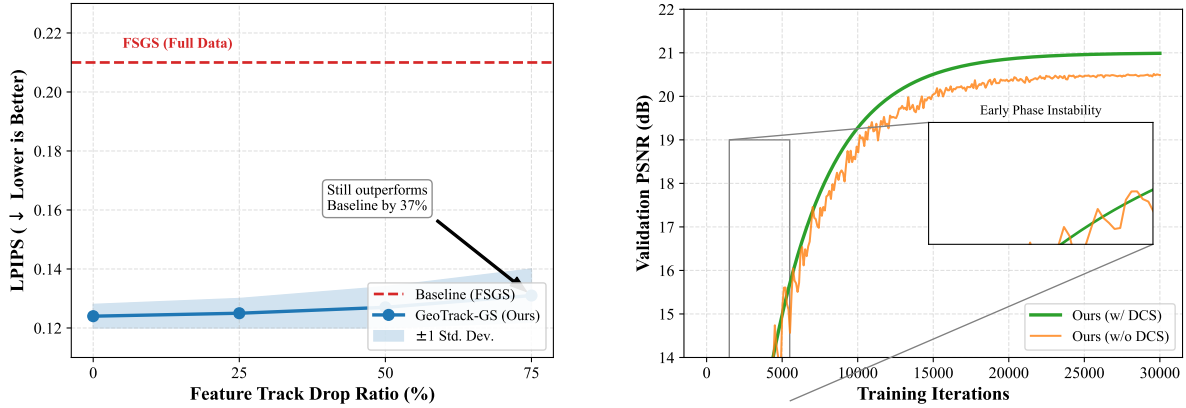 0.22
0.20
0.18
0.16
0.14
0.12
LPIPS ( ↓ Lower is Better)
FSGS (Full Data)
Still outperforms
Baseline by 37%
Baseline (FSGS)
GeoTrack-GS (Ours)
±1 Std. Dev.
0
25
50
75
Feature Track Drop Ratio (%)
22
21
20
19
18
17
16
15
14
Validation PSNR (dB)
Early Phase Instability
Ours (w/ DCS)
Ours (w/o DCS)
0
5000
10000
15000
20000
25000
30000
Training Iterations